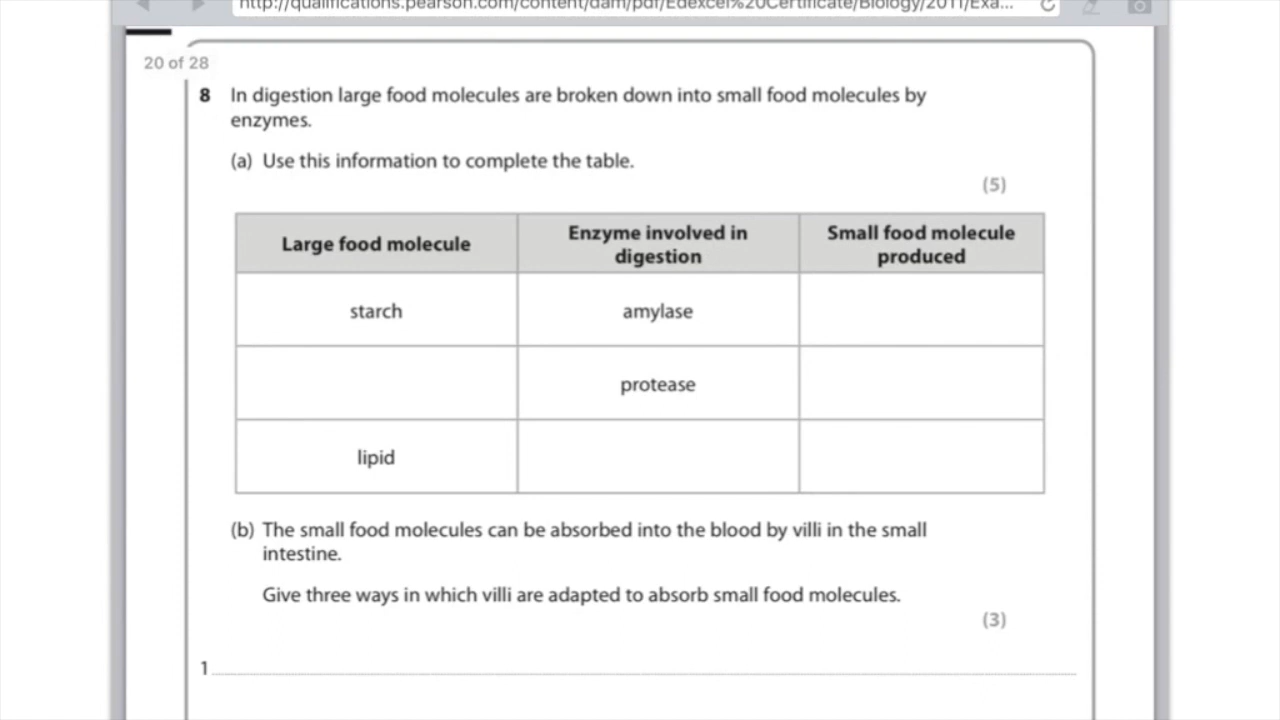 http://qualifications.pearson.com/content/dam/pdf/Edexcel%20Certificate/Biology/2011/Exa...
20 of 28
8 In digestion large food molecules are broken down into small food molecules by
enzymes.
(a) Use this information to complete the table.
(5)
Large food molecule
Enzyme involved in
digestion
Small food molecule
produced
starch
amylase
protease
lipid
(b) The small food molecules can be absorbed into the blood by villi in the small
intestine.
Give three ways in which villi are adapted to absorb small food molecules.
(3)
1